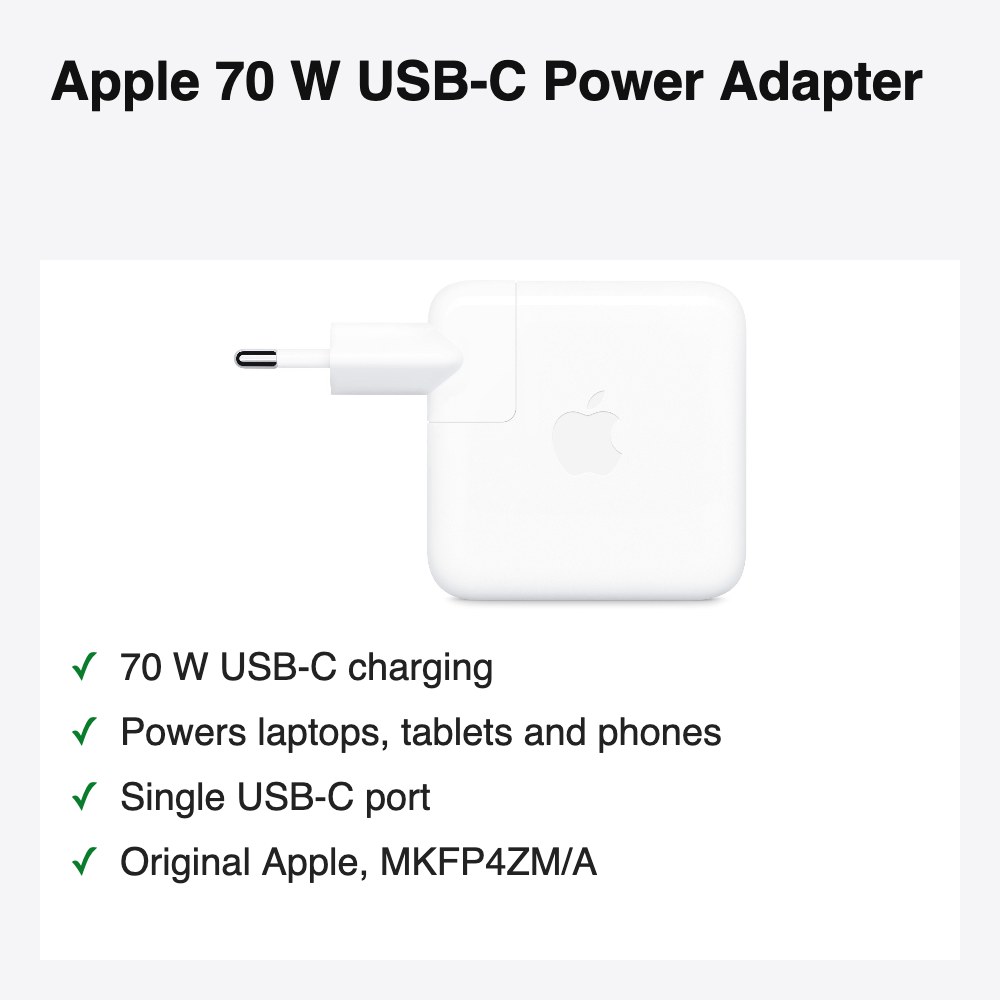 Apple 70 W USB-C Power Adapter
✓ 70 W USB-C charging
✓ Powers laptops, tablets and phones
✓ Single USB-C port
✓ Original Apple, MKFP4ZM/A